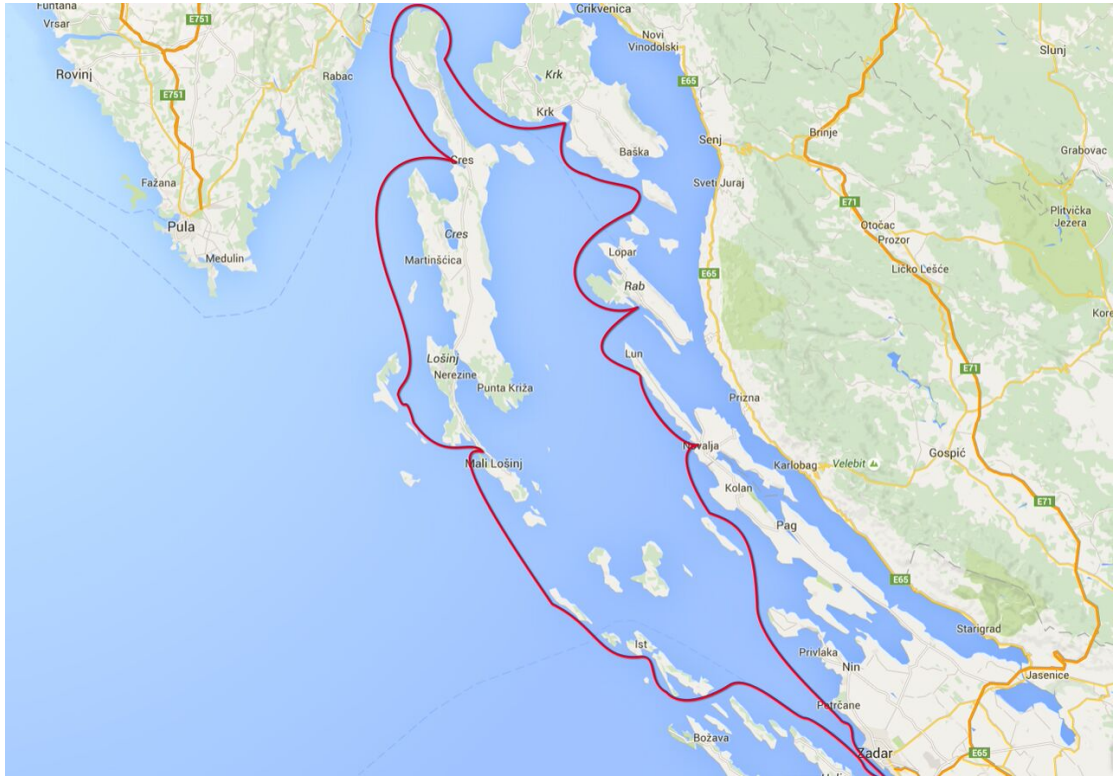 Funtana
E751
Vrsar
Crikvenica
Novi
Vinodolski
Slunj
Rovinj
Rabac
Krk
E65
E751
Krk
Brinje
Senj
Grabovac
Baška
Cres
Fažana
Sveti Juraj
E71
Plitvička
Jezera
Pula
Otočac
Prozor
Cres
Lopar
Medulin
Martinšćica
E65
Ličko Lešće
Rab
Kore
Lun
Lošinj
Nerezine
E71
Punta Križa
Prizna
Novalja
Gospić
Mali Lošinj
Karlobag
Velebit
Kolan
E71
Pag
E65
Starigrad
Ist
Privlaka
Nin
Jasenice
Petrčane
Božava
Zadar
E65